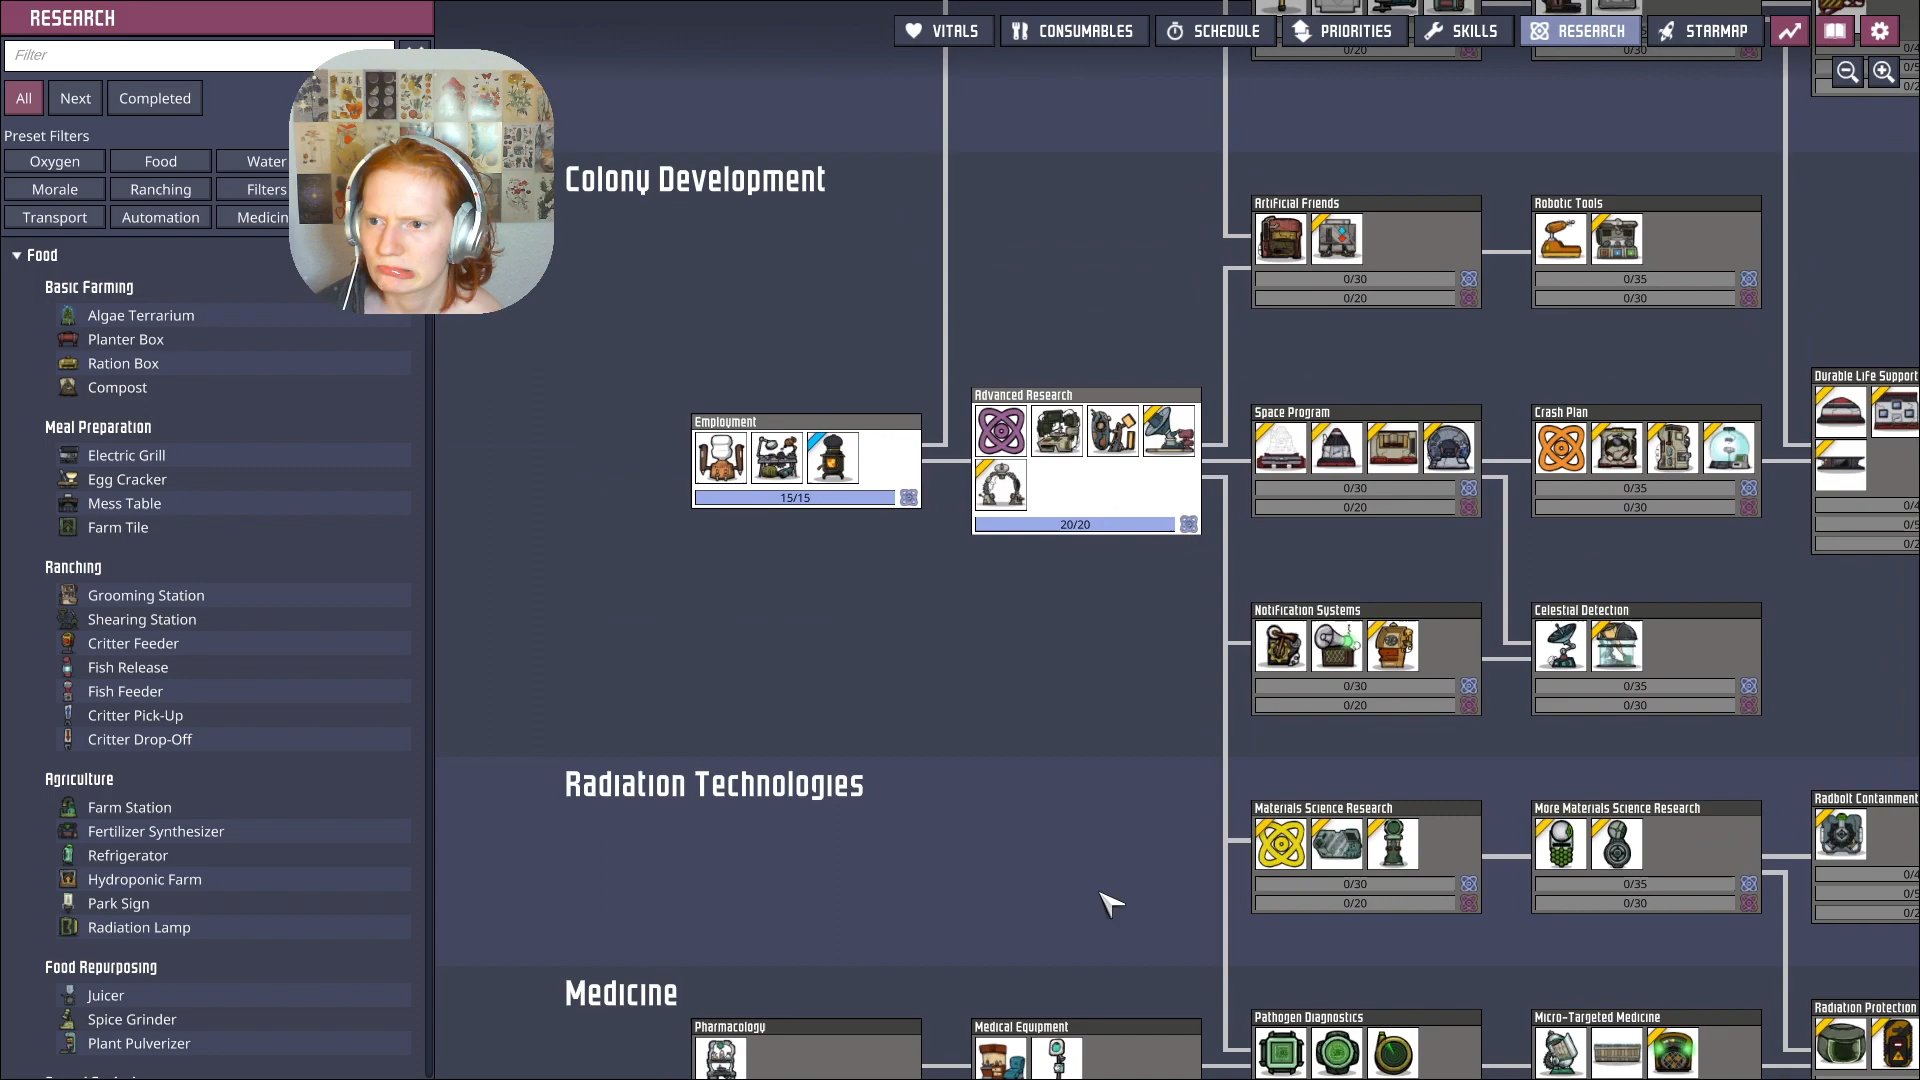 RESEARCH
VITALS
CONSUMABLES
SCHEDULE
PRIORITIES
SKILLS
RESEARCH
STARMAP
0/20
0/30
Filter
All
Next
Completed
Preset Filters
Oxygen
Food
Water
Morale
Ranching
Filters
Transport
Automation
Food
Basic Farming
Algae Terrarium
Planter Box
Ration Box
Compost
Meal Preparation
Electric Grill
Egg Cracker
Mess Table
Farm Tile
Ranching
Grooming Station
Shearing Station
Critter Feeder
Fish Release
Fish Feeder
Critter Pick-Up
Critter Drop-Off
Agriculture
Farm Station
Fertilizer Synthesizer
Refrigerator
Hydroponic Farm
Park Sign
Radiation Lamp
Food Repurposing
Juicer
Spice Grinder
Plant Pulverizer
Colony Development
Artificial Friends
0/30
0/20
Robotic Tools
0/35
0/30
Employment
15/15
Advanced Research
20/20
Space Program
0/30
0/20
Crash Plan
0/35
0/30
Durable Life Support
Notification Systems
0/30
0/20
Celestial Detection
0/35
0/30
Radiation Technologies
Materials Science Research
0/30
0/20
More Materials Science Research
0/35
0/30
Radbolt Containment
Medicine
Pharmacology
Medical Equipment
Pathogen Diagnostics
Micro-Targeted Medicine
Radiation Protection